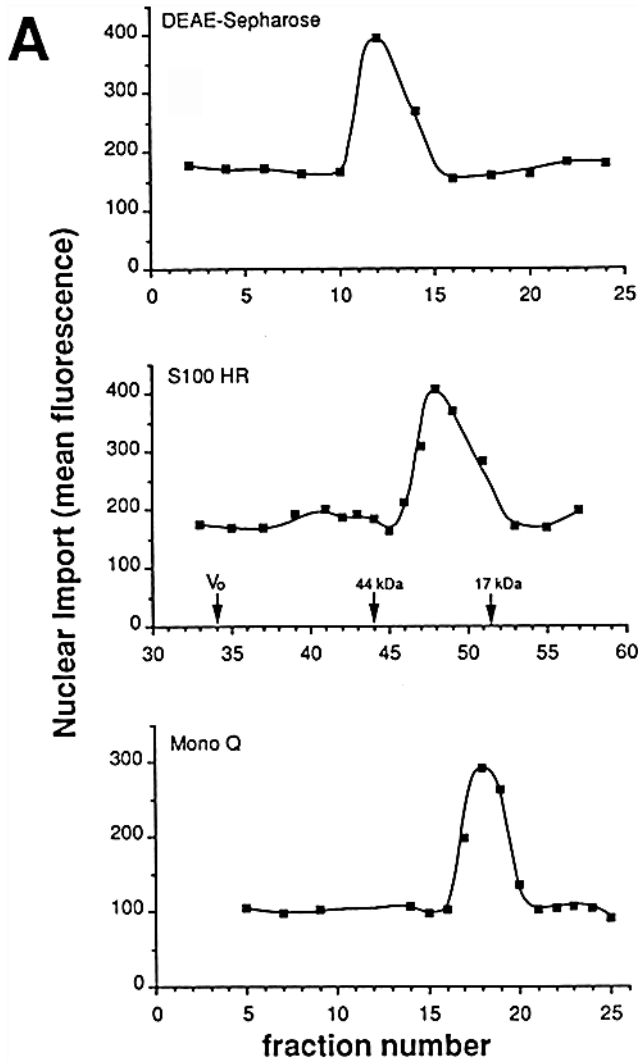 A
DEAE-Sepharose
400
300
200
100
0
0 5 10 15 20 25
S100 HR
400
300
200
100
0
Vo 44 kDa 17 kDa
30 35 40 45 50 55 60
Mono Q
300
200
100
0
0 5 10 15 20 25
Nuclear Import (mean fluorescence)
fraction number